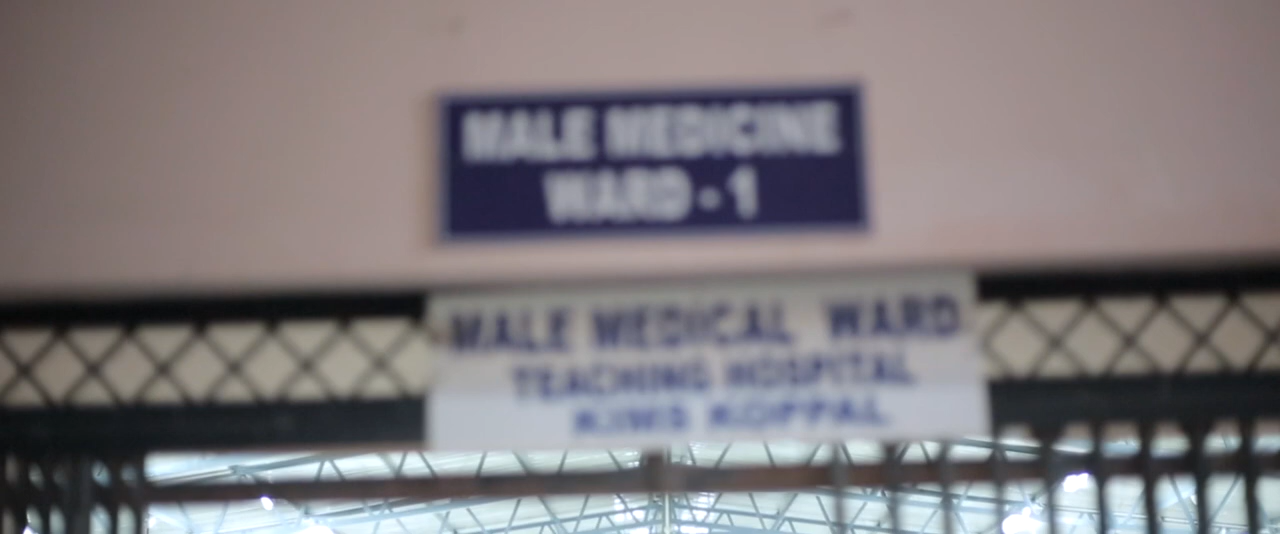 MALE MEDICINE
WARD - 1
MALE MEDICAL WARD
TEACHING HOSPITAL
KIMS KOPPAL